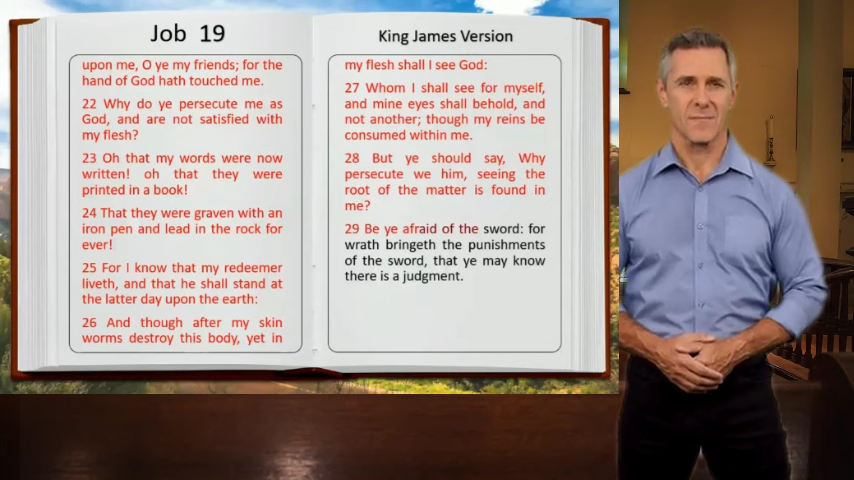 Job 19
upon me, O ye my friends; for the
hand of God hath touched me.
22 Why do ye persecute me as
God, and are not satisfied with
my flesh?
23 Oh that my words were now
written! oh that they were
printed in a book!
24 That they were graven with an
iron pen and lead in the rock for
ever!
25 For I know that my redeemer
liveth, and that he shall stand at
the latter day upon the earth:
26 And though after my skin
worms destroy this body, yet in
King James Version
my flesh shall I see God:
27 Whom I shall see for myself,
and mine eyes shall behold, and
not another; though my reins be
consumed within me.
28 But ye should say, Why
persecute we him, seeing the
root of the matter is found in
me?
29 Be ye afraid of the sword: for
wrath bringeth the punishments
of the sword, that ye may know
there is a judgment.